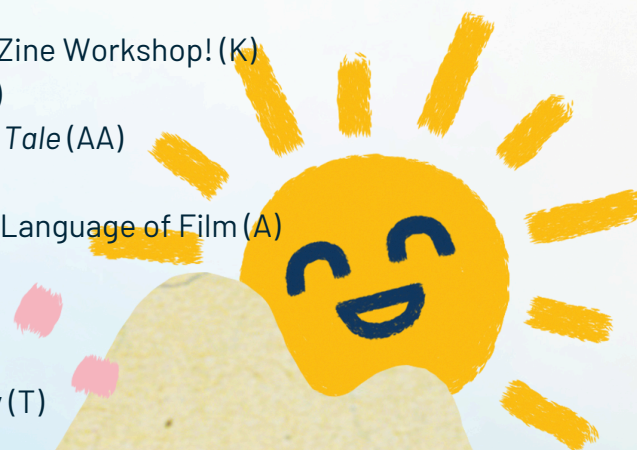 Zine Workshop! (K)
)
Tale (AA)
Language of Film (A)
(T)